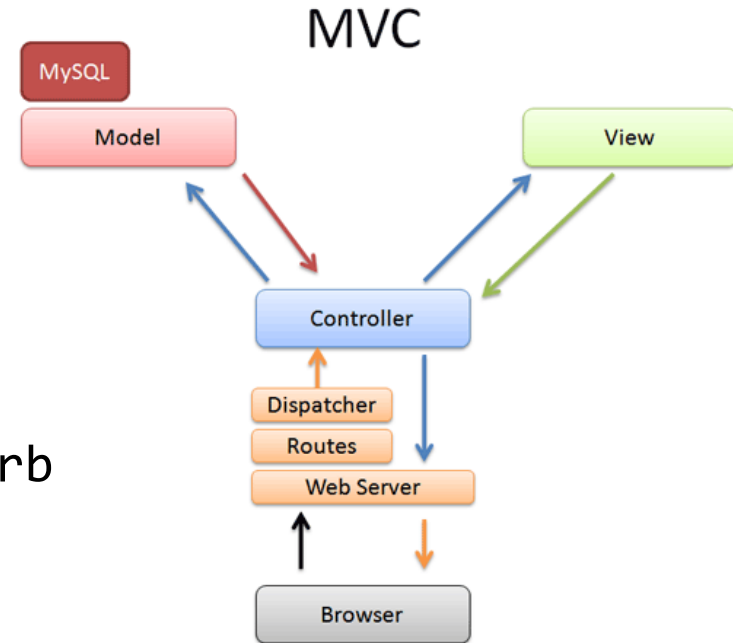 MVC
MySQL
Model
View
Controller
Dispatcher
Routes
rb
Web Server
Browser